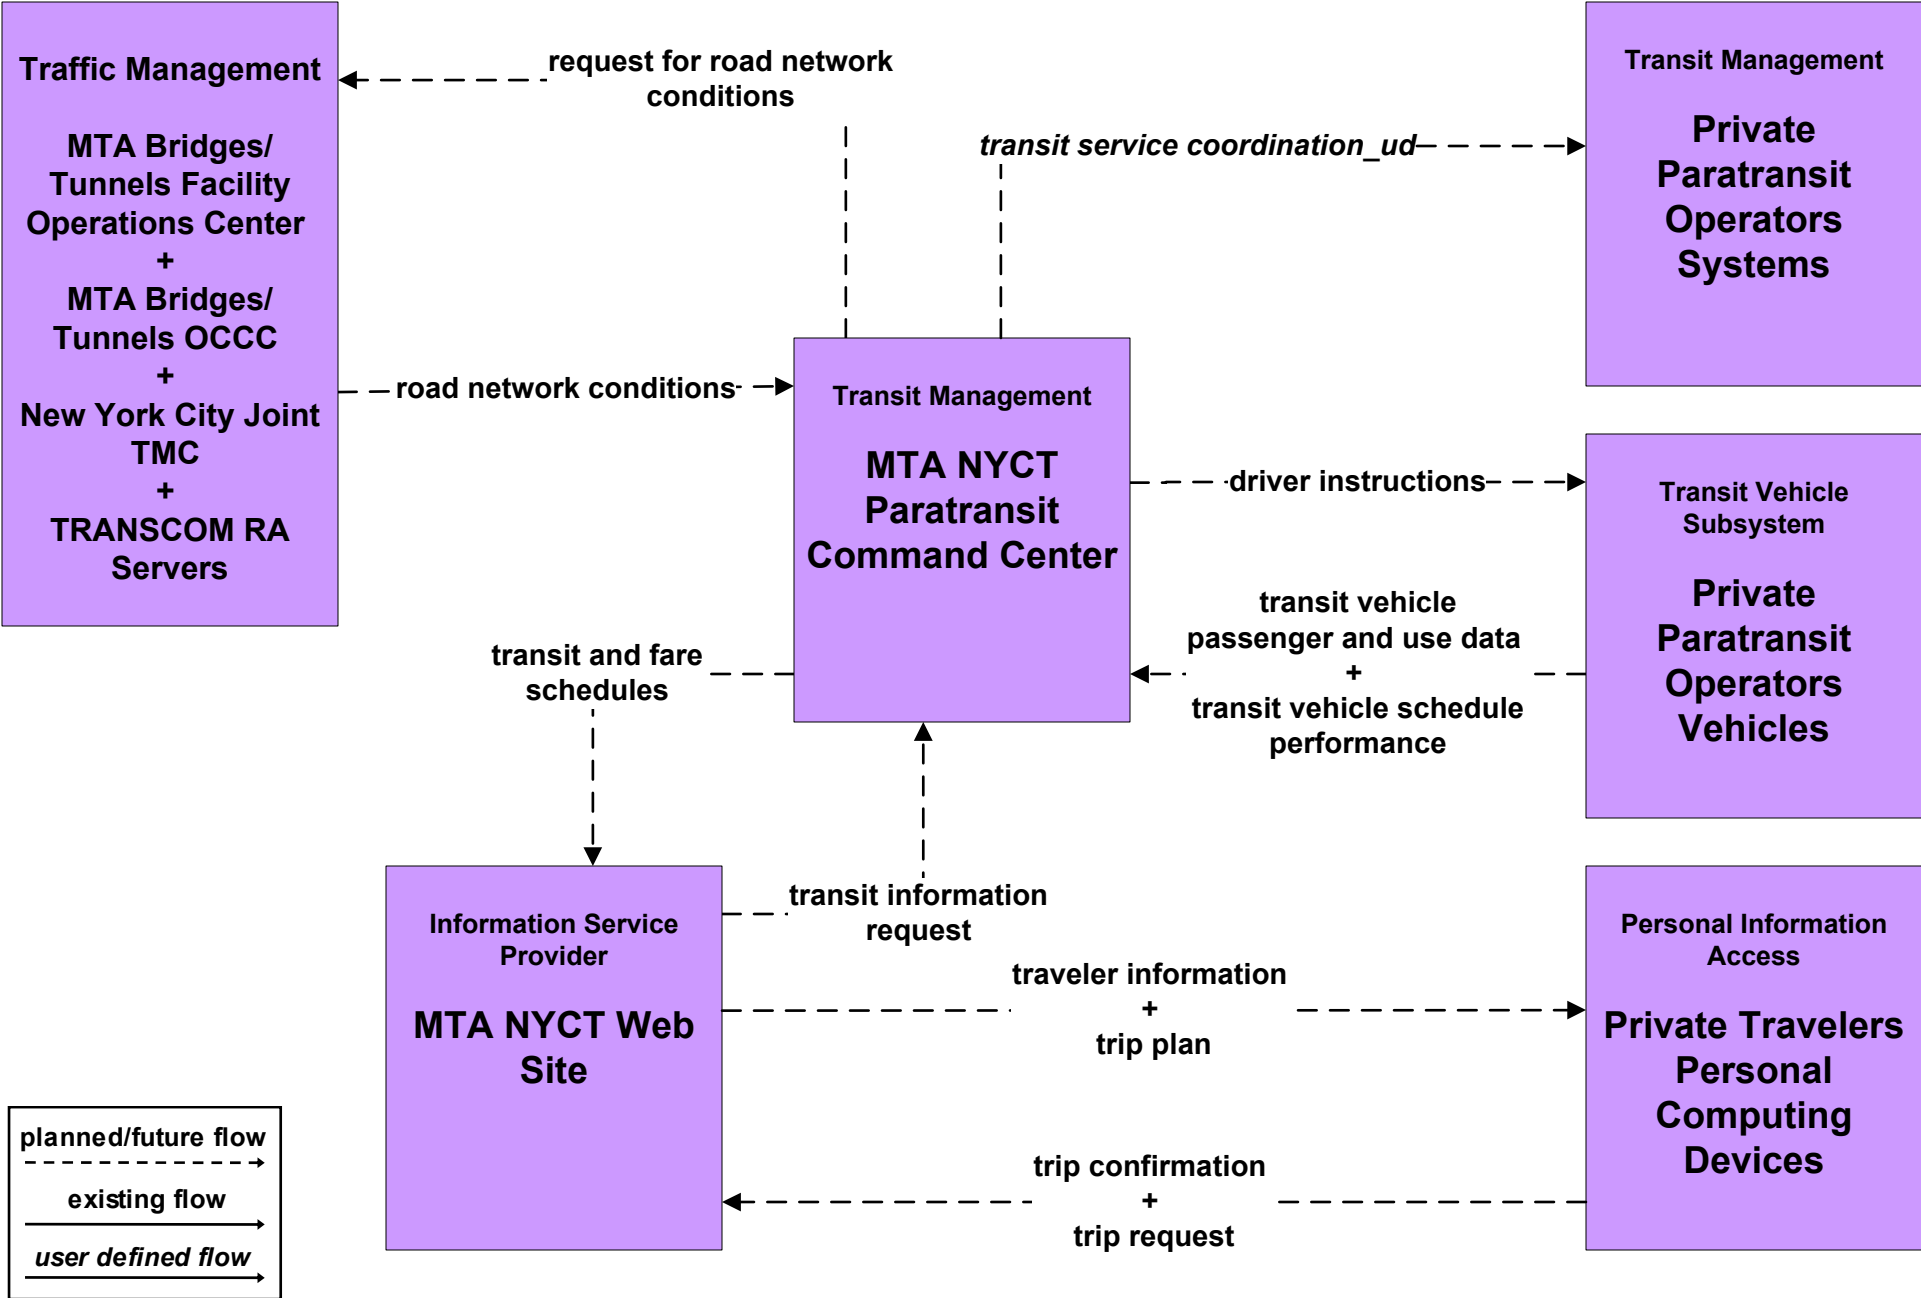 Traffic Management
MTA Bridges/
Tunnels Facility
Operations Center
+
MTA Bridges/
Tunnels OCCC
+
New York City Joint
TMC
+
TRANSCOM RA
Servers
request for road network
conditions
transit service coordination_ud
Transit Management
Private
Paratransit
Operators
Systems
road network conditions
Transit Management
MTA NYCT
Paratransit
Command Center
driver instructions
Transit Vehicle
Subsystem
Private
Paratransit
Operators
Vehicles
transit vehicle
passenger and use data
+
transit vehicle schedule
performance
transit and fare
schedules
transit information
request
Information Service
Provider
MTA NYCT Web
Site
traveler information
+
trip plan
Personal Information
Access
Private Travelers
Personal
Computing
Devices
trip confirmation
+
trip request
planned/future flow
existing flow
user defined flow